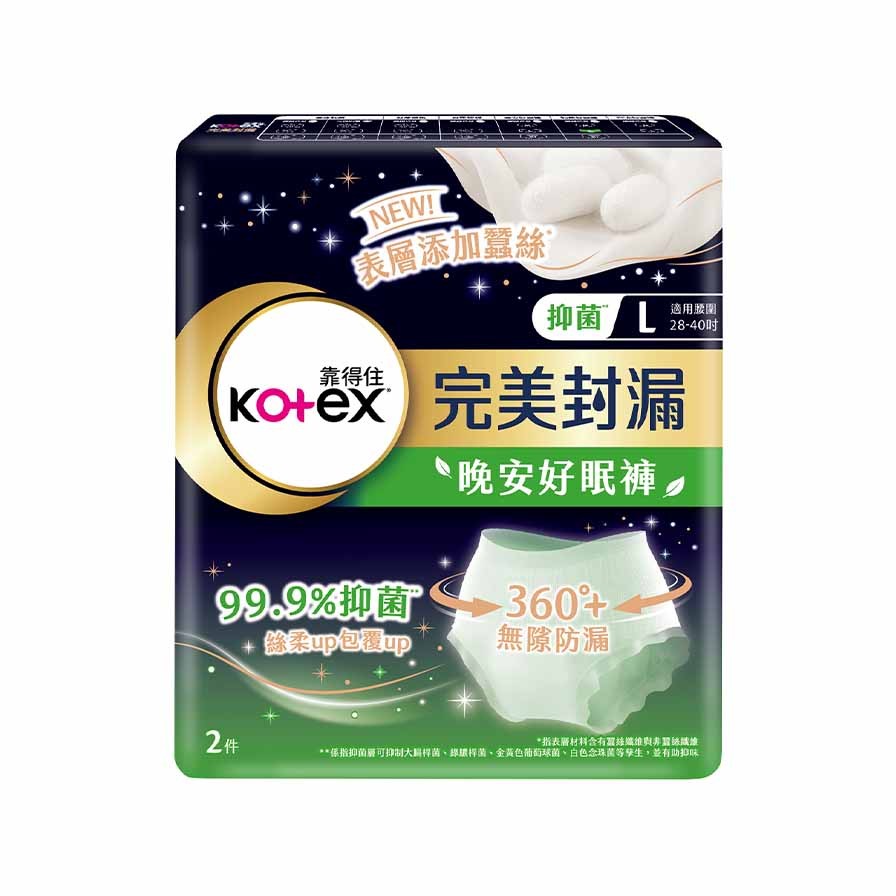 Kotex
完美封漏
NEW!
表層添加蠶絲*
抑菌** L 適用腰圍
28-40吋
靠得住
Kotex®
完美封漏
晚安好眠褲
99.9%抑菌**
絲柔up包覆up
360°+
無隙防漏
2件
*指表層材料含有蠶絲纖維與非蠶絲纖維
**係指抑菌層可抑制大腸桿菌、綠膿桿菌、金黃色葡萄球菌、白色念珠菌等孳生，並有助抑味